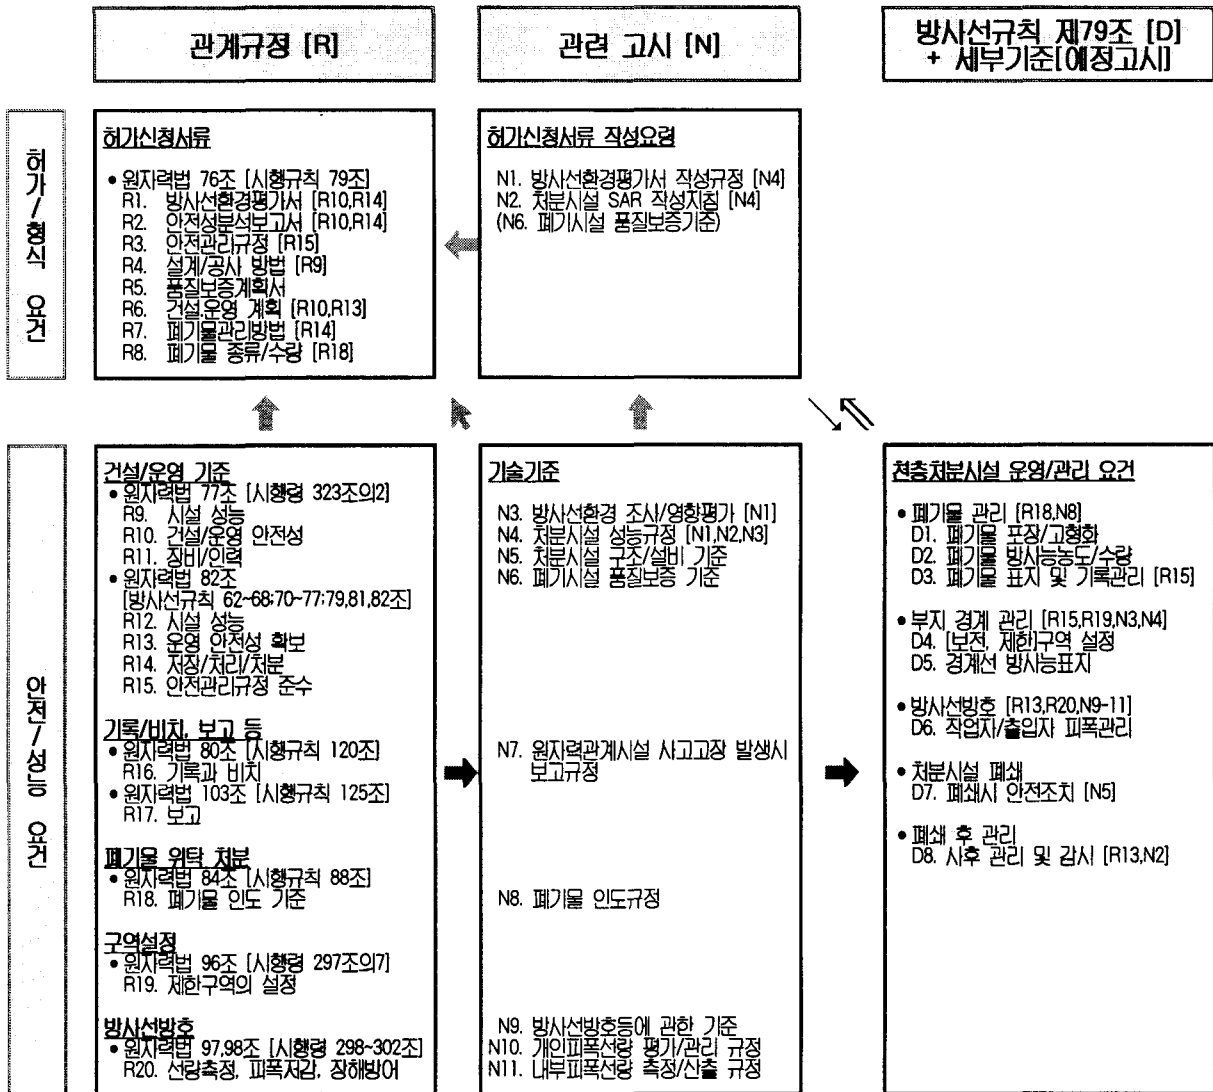 관계규정 [R]
관련 고시 [N]
방사선규칙 제79조 [D]
+ 세부기준[예정고시]
허가/형식 요건
허가신청서류
• 원자력법 76조 [시행규칙 79조]
R1. 방사선환경평가서 [R10,R14]
R2. 안전성분석보고서 [R10,R14]
R3. 안전관리규정 [R15]
R4. 설계/공사 방법 [R9]
R5. 품질보증계획서
R6. 건설.운영 계획 [R10,R13]
R7. 폐기물관리방법 [R14]
R8. 폐기물 종류/수량 [R18]
허가신청서류 작성요령
N1. 방사선환경평가서 작성규정 [N4]
N2. 처분시설 SAR 작성지침 [N4]
(N6. 폐기시설 품질보증기준)
안전/성능 요건
건설/운영 기준
• 원자력법 77조 [시행령 323조의2]
R9. 시설 성능
R10. 건설/운영 안전성
R11. 장비/인력
• 원자력법 82조
[방사선규칙 62~68;70~77;79,81,82조]
R12. 시설 성능
R13. 운영 안전성 확보
R14. 저장/처리/처분
R15. 안전관리규정 준수
기록/비치, 보고 등
• 원자력법 80조 [시행규칙 120조]
R16. 기록과 비치
• 원자력법 103조 [시행규칙 125조]
R17. 보고
폐기물 위탁 처분
• 원자력법 84조 [시행규칙 88조]
R18. 폐기물 인도 기준
구역설정
• 원자력법 96조 [시행령 297조의7]
R19. 제한구역의 설정
방사선방호
• 원자력법 97,98조 [시행령 298~302조]
R20. 선량측정, 피폭저감, 장해방어
기술기준
N3. 방사선환경 조사/영향평가 [N1]
N4. 처분시설 성능규정 [N1,N2,N3]
N5. 처분시설 구조/설비 기준
N6. 폐기시설 품질보증 기준
N7. 원자력관계시설 사고고장 발생시
보고규정
N8. 폐기물 인도규정
N9. 방사선방호등에 관한 기준
N10. 개인피폭선량 평가/관리 규정
N11. 내부피폭선량 측정/산출 규정
천층처분시설 운영/관리 요건
• 폐기물 관리 [R18,N8]
D1. 폐기물 포장/고형화
D2. 폐기물 방사능농도/수량
D3. 폐기물 표지 및 기록관리 [R15]
• 부지 경계 관리 [R15,R19,N3,N4]
D4. [보전, 제한]구역 설정
D5. 경계선 방사능표지
• 방사선방호 [R13,R20,N9-11]
D6. 작업자/출입자 피폭관리
• 처분시설 폐쇄
D7. 폐쇄시 안전조치 [N5]
• 폐쇄 후 관리
D8. 사후 관리 및 감시 [R13,N2]